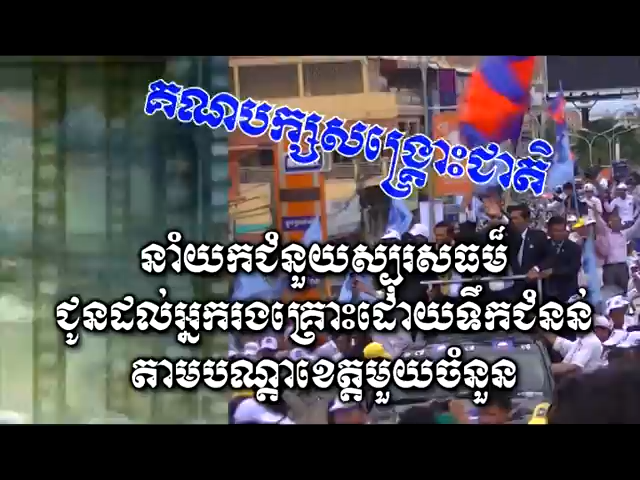 គណបក្សសង្គ្រោះជាតិ
នាំយកជំនួយស្បៀរសធម៌
ជូនដល់អ្នករងគ្រោះដោយទឹកជំនន់
តាមបណ្តាខេត្តមួយចំនួន